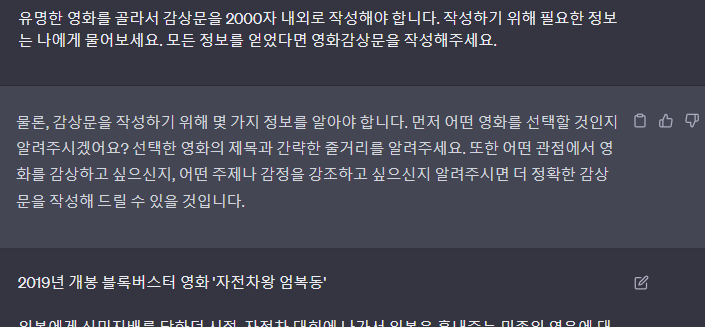 유명한 영화를 골라서 감상문을 2000자 내외로 작성해야 합니다. 작성하기 위해 필요한 정보
는 나에게 물어보세요. 모든 정보를 얻었다면 영화감상문을 작성해주세요.
물론, 감상문을 작성하기 위해 몇 가지 정보를 알아야 합니다. 먼저 어떤 영화를 선택할 것인지
알려주시겠어요? 선택한 영화의 제목과 간략한 줄거리를 알려주세요. 또한 어떤 관점에서 영
화를 감상하고 싶으신지, 어떤 주제나 감정을 강조하고 싶으신지 알려주시면 더 정확한 감상
문을 작성해 드릴 수 있을 것입니다.
2019년 개봉 블록버스터 영화 '자전차왕 엄복동'